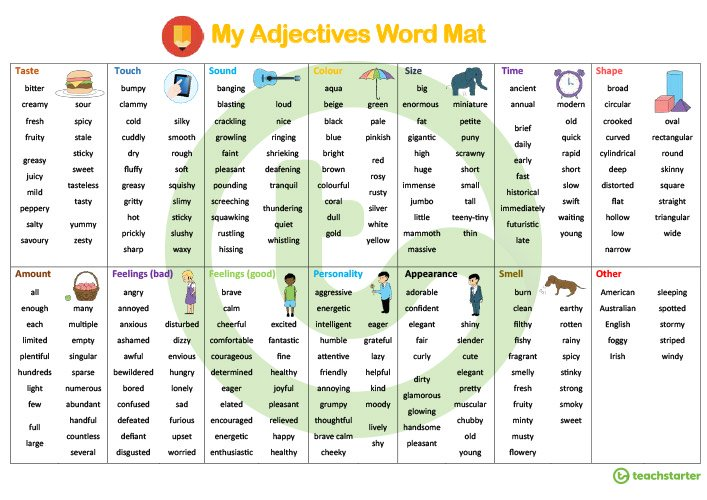 My Adjectives Word Mat
Taste
bitter
creamy
fresh
fruity
greasy
juicy
mild
peppery
salty
savoury
sour
spicy
stale
sticky
sweet
tasteless
tasty
yummy
zesty
Touch
bumpy
clammy
cold
cuddly
dry
fluffy
greasy
gritty
hot
prickly
sharp
silky
smooth
rough
soft
squishy
slimy
sticky
slushy
waxy
Sound
banging
blasting
crackling
growling
faint
pleasant
pounding
screeching
squawking
rustling
hissing
loud
nice
ringing
shrieking
deafening
tranquil
thundering
quiet
whistling
Colour
aqua
beige
black
blue
bright
brown
colourful
coral
dull
gold
green
pale
pinkish
red
rosy
rusty
silver
white
yellow
Size
big
enormous
fat
gigantic
high
huge
immense
jumbo
little
mammoth
massive
miniature
petite
puny
scrawny
short
small
tall
teeny-tiny
thin
Time
ancient
annual
brief
daily
early
fast
historical
immediately
futuristic
late
modern
old
quick
rapid
short
slow
swift
waiting
young
Shape
broad
circular
crooked
curved
cylindrical
deep
distorted
flat
hollow
low
narrow
oval
rectangular
round
skinny
square
straight
triangular
wide
Amount
all
enough
each
limited
plentiful
hundreds
light
few
full
large
many
multiple
empty
singular
sparse
numerous
abundant
handful
countless
several
Feelings (bad)
angry
annoyed
anxious
ashamed
awful
bewildered
bored
confused
defeated
defiant
disgusted
disturbed
dizzy
envious
hungry
lonely
sad
furious
upset
worried
Feelings (good)
brave
calm
cheerful
comfortable
courageous
determined
eager
elated
encouraged
energetic
enthusiastic
excited
fantastic
fine
healthy
joyful
pleasant
relieved
happy
healthy
Personality
aggressive
energetic
intelligent
humble
attentive
friendly
annoying
grumpy
thoughtful
brave calm
cheeky
eager
grateful
lazy
helpful
kind
moody
lively
shy
Appearance
adorable
confident
elegant
fair
curly
dirty
glamorous
glowing
handsome
pleasant
shiny
slender
cute
elegant
pretty
muscular
chubby
old
young
Smell
burn
clean
filthy
fishy
fragrant
smelly
fresh
fruity
minty
musty
flowery
earthy
rotten
rainy
spicy
stinky
strong
smoky
sweet
Other
American
Australian
English
foggy
Irish
sleeping
spotted
stormy
striped
windy
teachstarter